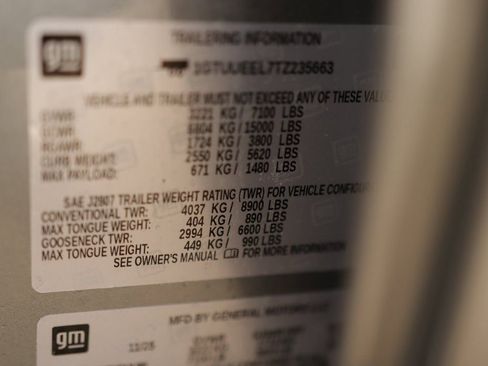 gm
TRAILERING INFORMATION
VEHICLE AND TRAILER MUST NOT EXCEED ANY OF THESE
GVWR: 3221 KG / 7100 LBS
GCWR: 6804 KG / 15000 LBS
RGAWR: 1724 KG / 3800 LBS
CURB WEIGHT: 2550 KG / 5620 LBS
MAX PAYLOAD: 671 KG / 1480 LBS
SAE J2807 TRAILER WEIGHT RATING (TWR) FOR VEHICLE
CONVENTIONAL TWR: 4037 KG / 8900 LBS
MAX TONGUE WEIGHT: 404 KG / 890 LBS
GOOSENECK TWR: 2994 KG / 6600 LBS
MAX TONGUE WEIGHT: 449 KG / 990 LBS
SEE OWNER'S MANUAL FOR MORE INFORMATION
gm
MFD BY GENERAL MOTORS LLC
11/25